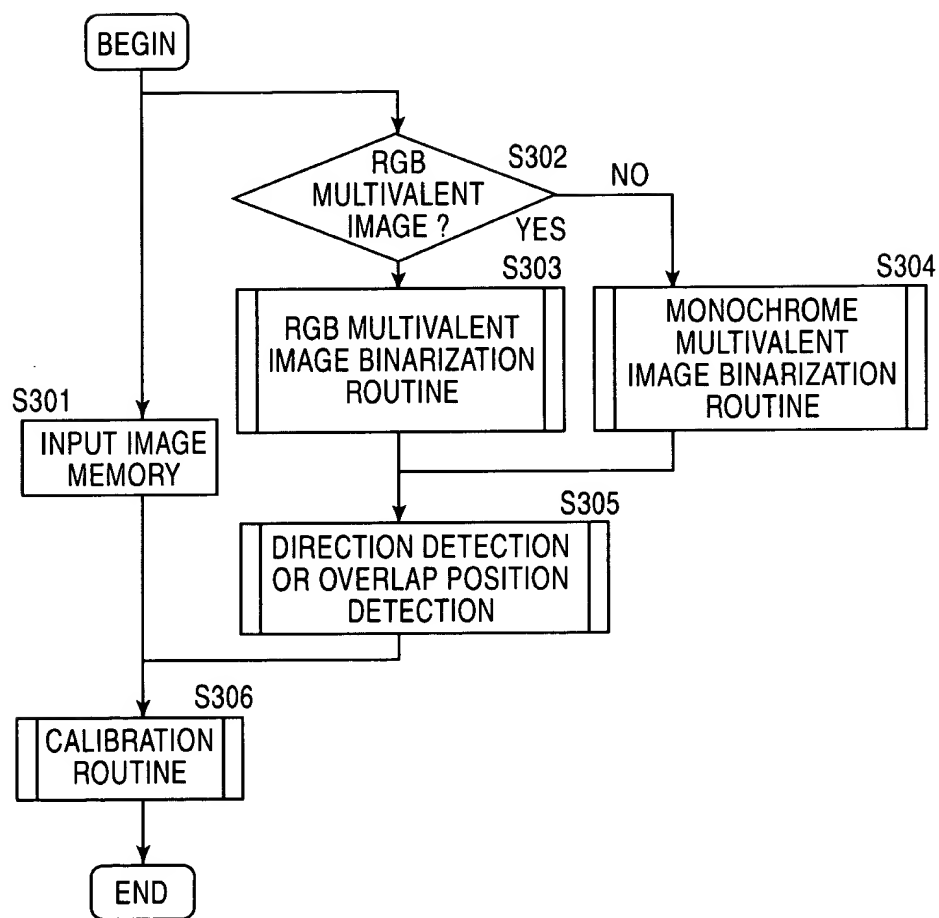 BEGIN
S302
RGB
MULTIVALENT
IMAGE ?
NO
YES
S303
RGB MULTIVALENT
IMAGE BINARIZATION
ROUTINE
S304
MONOCHROME
MULTIVALENT
IMAGE BINARIZATION
ROUTINE
S301
INPUT IMAGE
MEMORY
S305
DIRECTION DETECTION
OR OVERLAP POSITION
DETECTION
S306
CALIBRATION
ROUTINE
END